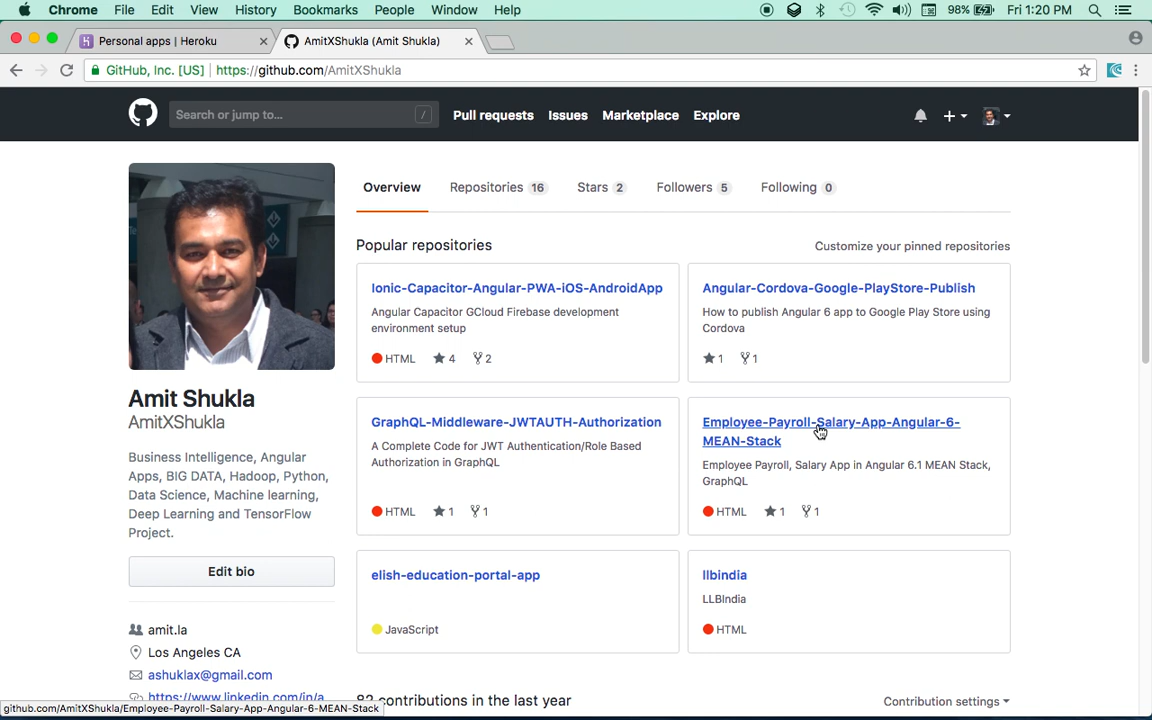 Chrome File Edit View History Bookmarks People Window Help 98% Fri 1:20 PM
Personal apps | Heroku AmitXShukla (Amit Shukla)
GitHub, Inc. [US] | https://github.com/AmitXShukla
Search or jump to... / Pull requests Issues Marketplace Explore
Overview Repositories 16 Stars 2 Followers 5 Following 0
Popular repositories Customize your pinned repositories
Ionic-Capacitor-Angular-PWA-iOS-AndroidApp
Angular Capacitor GCloud Firebase development
environment setup
HTML 4 2
Angular-Cordova-Google-PlayStore-Publish
How to publish Angular 6 app to Google Play Store using
Cordova
1 1
GraphQL-Middleware-JWTAUTH-Authorization
A Complete Code for JWT Authentication/Role Based
Authorization in GraphQL
HTML 1 1
Employee-Payroll-Salary-App-Angular-6-
MEAN-Stack
Employee Payroll, Salary App in Angular 6.1 MEAN Stack,
GraphQL
HTML 1 1
elish-education-portal-app
JavaScript
llbindia
LLBIndia
HTML
Amit Shukla
AmitXShukla
Business Intelligence, Angular
Apps, BIG DATA, Hadoop, Python,
Data Science, Machine learning,
Deep Learning and TensorFlow
Project.
Edit bio
amit.la
Los Angeles CA
ashuklax@gmail.com
https://www.linkedin.com/in/a
82 contributions in the last year Contribution settings
github.com/AmitXShukla/Employee-Payroll-Salary-App-Angular-6-MEAN-Stack